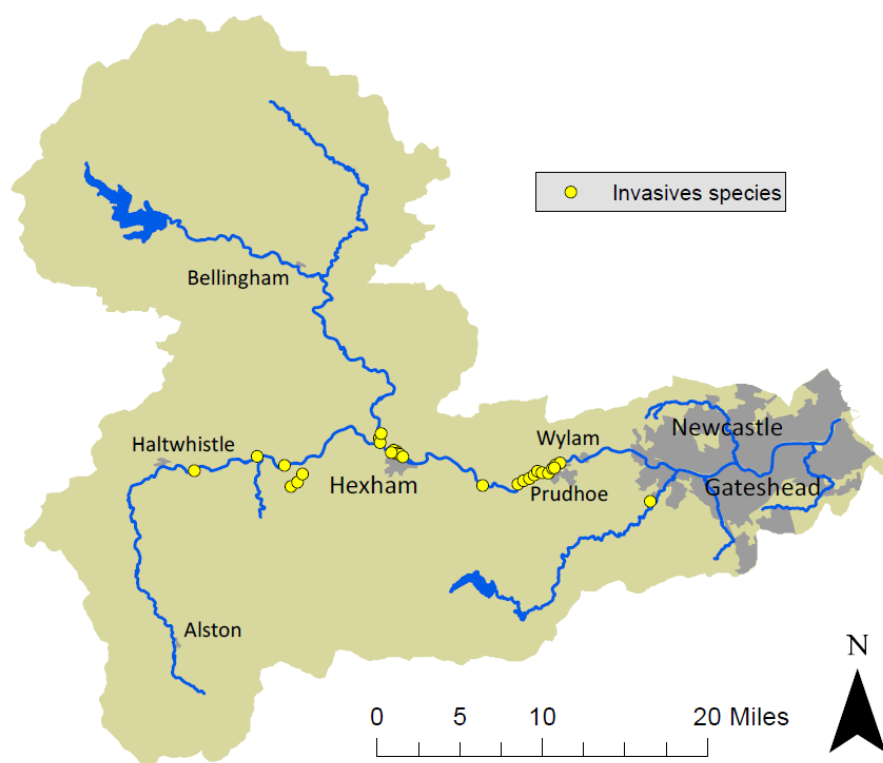 Invasives species
Bellingham
Newcastle
Haltwhistle
Wylam
Hexham
Prudhoe
Gateshead
Alston
N
0 5 10 20 Miles